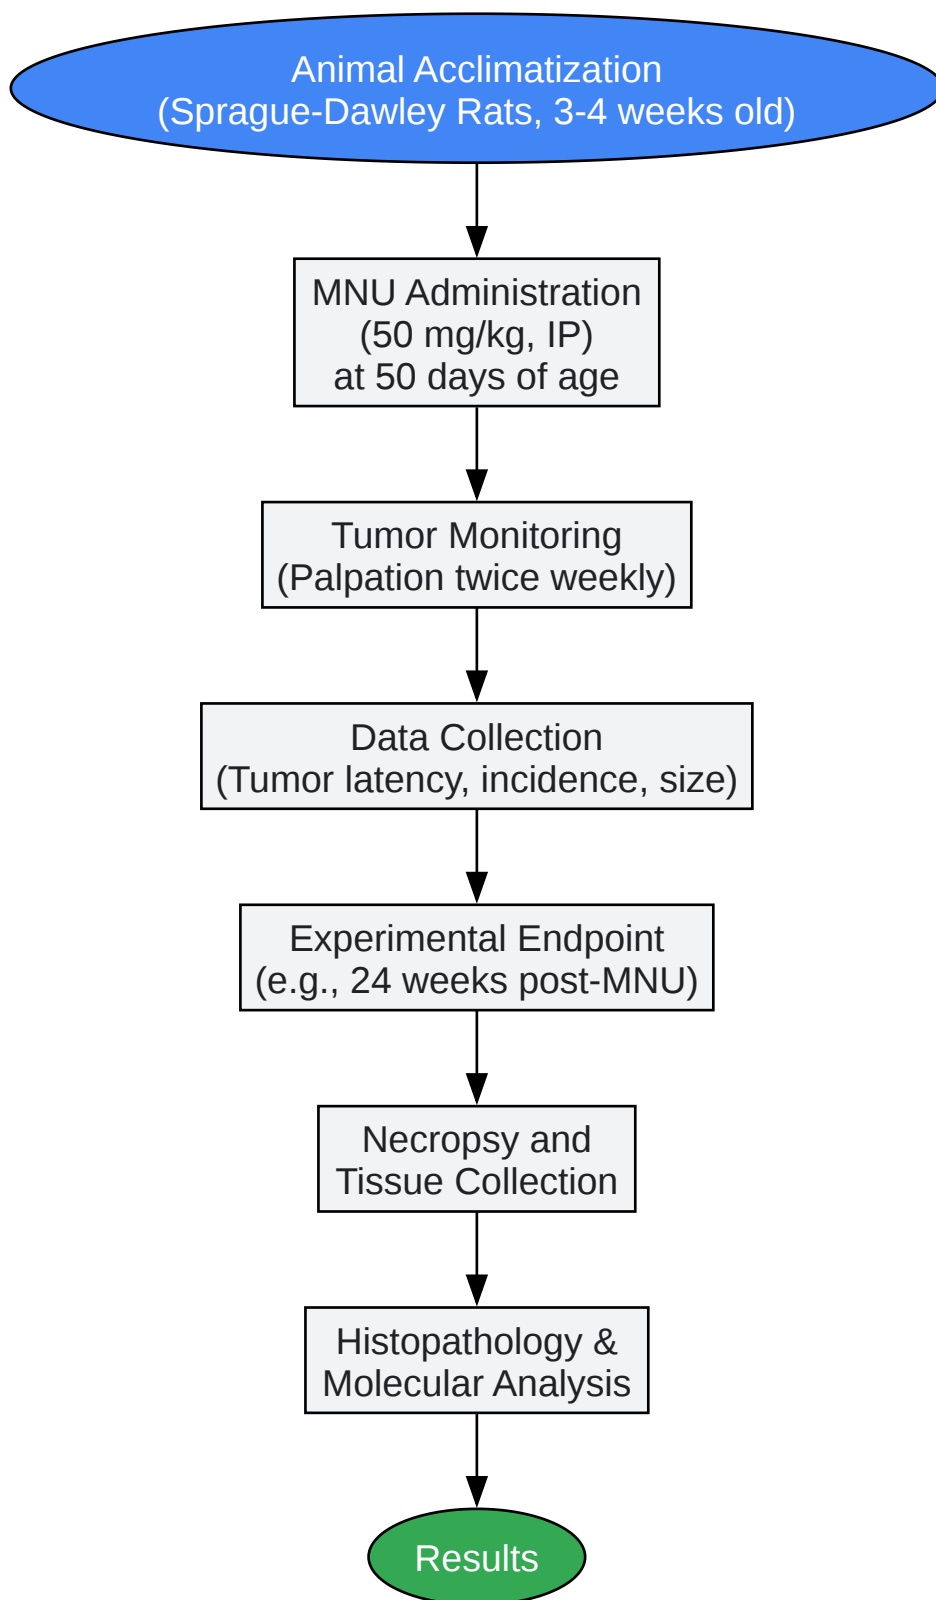 Animal Acclimatization
(Sprague-Dawley Rats, 3-4 weeks old)
MNU Administration
(50 mg/kg, IP)
at 50 days of age
Tumor Monitoring
(Palpation twice weekly)
Data Collection
(Tumor latency, incidence, size)
Experimental Endpoint
(e.g., 24 weeks post-MNU)
Necropsy and
Tissue Collection
Histopathology &
Molecular Analysis
Results